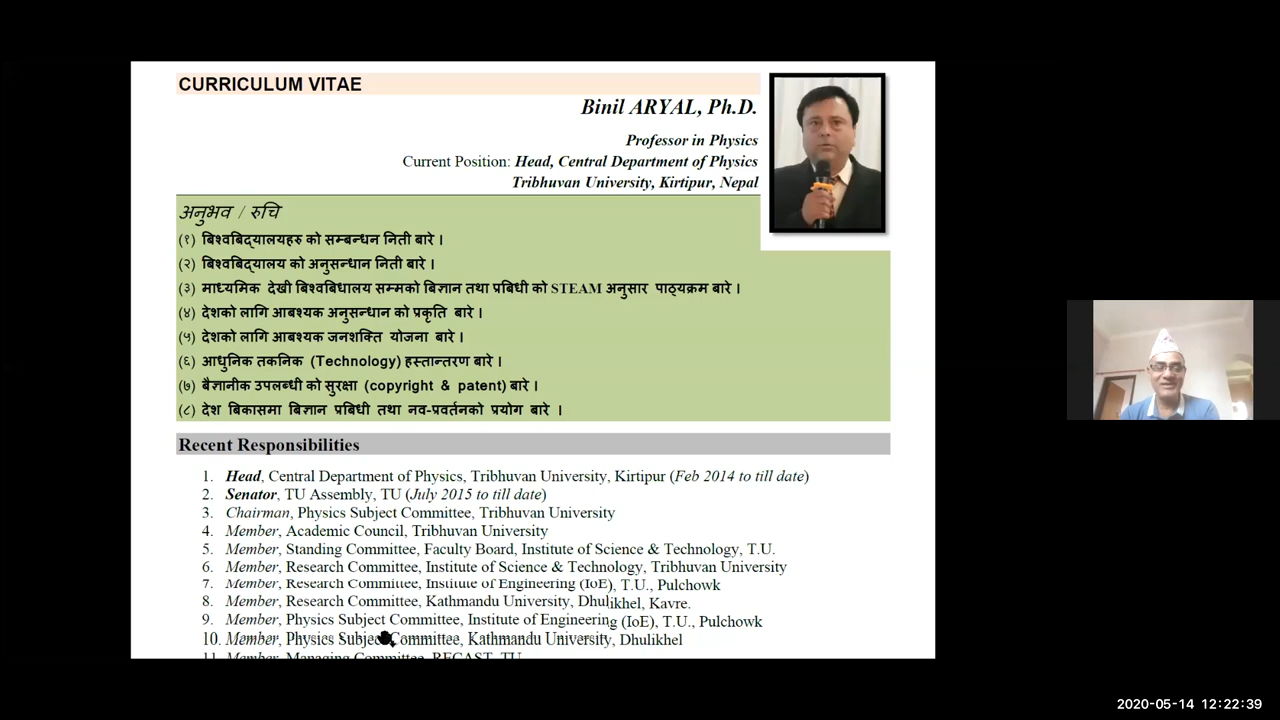 CURRICULUM VITAE
Binil ARYAL, Ph.D.
Professor in Physics
Current Position: Head, Central Department of Physics
Tribhuvan University, Kirtipur, Nepal
अनुभव / रुचि
(१) बिश्वबिद्यालयहरु को सम्बन्धन निती बारे ।
(२) बिश्वबिद्यालय को अनुसन्धान निती बारे ।
(३) माध्यमिक देखी बिश्वबिधालय सम्मको बिज्ञान तथा प्रबिधी को STEAM अनुसार पाठ्यक्रम बारे ।
(४) देशको लागि आबश्यक अनुसन्धान को प्रकृति बारे ।
(५) देशको लागि आबश्यक जनशक्ति योजना बारे ।
(६) आधुनिक तकनिक (Technology) हस्तान्तरण बारे ।
(७) बैज्ञानीक उपलब्धी को सुरक्षा (copyright & patent) बारे ।
(८) देश बिकासमा बिज्ञान प्रबिधी तथा नव-प्रवर्तनको प्रयोग बारे ।
Recent Responsibilities
1. Head, Central Department of Physics, Tribhuvan University, Kirtipur (Feb 2014 to till date)
2. Senator, TU Assembly, TU (July 2015 to till date)
3. Chairman, Physics Subject Committee, Tribhuvan University
4. Member, Academic Council, Tribhuvan University
5. Member, Standing Committee, Faculty Board, Institute of Science & Technology, T.U.
6. Member, Research Committee, Institute of Science & Technology, Tribhuvan University
7. Member, Research Committee, Institute of Engineering (IoE), T.U., Pulchowk
8. Member, Research Committee, Kathmandu University, Dhulikhel, Kavre.
9. Member, Physics Subject Committee, Institute of Engineering (IoE), T.U., Pulchowk
10. Member, Physics Subject Committee, Kathmandu University, Dhulikhel
11. Member, Managing Committee, RECAST, TU
2020-05-14 12:22:39